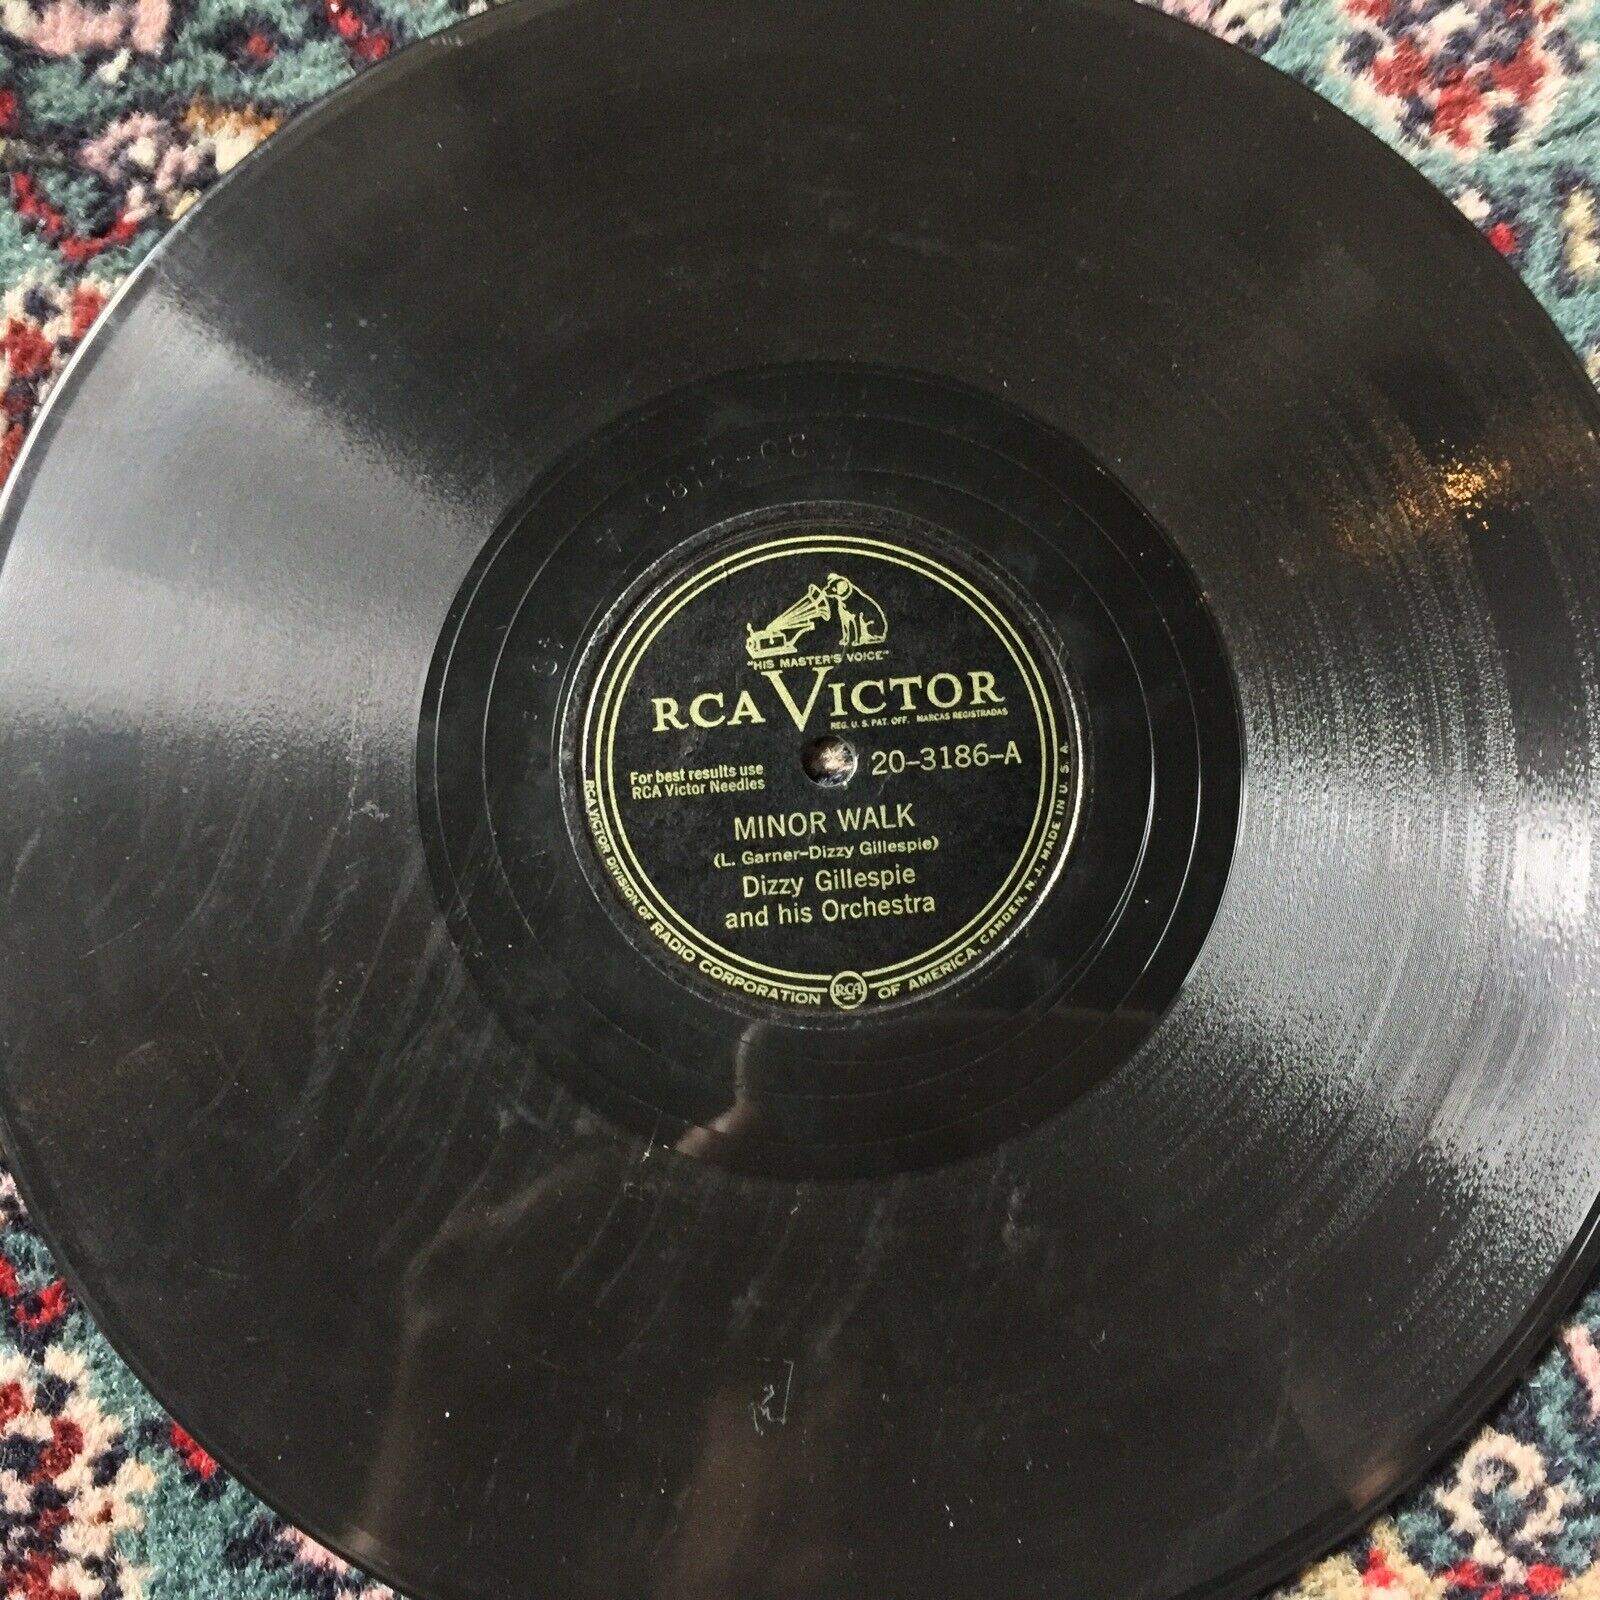 "HIS MASTER'S VOICE"
RCA VICTOR
REG. U. S. PAT. OFF. MARCAS REGISTRADAS
20-3186-A
For best results use
RCA Victor Needles
MINOR WALK
(L. Garner-Dizzy Gillespie)
Dizzy Gillespie
and his Orchestra
RCA VICTOR DIVISION OF RADIO CORPORATION RCA OF AMERICA, CAMDEN, N. J., MADE IN U. S. A.